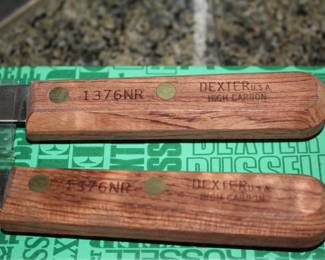 1376NR
DEXTER U.S.A
HIGH CARBON
1376NR
DEXTER U.S.A
HIGH CARBON
DEXTER
RUSSELL